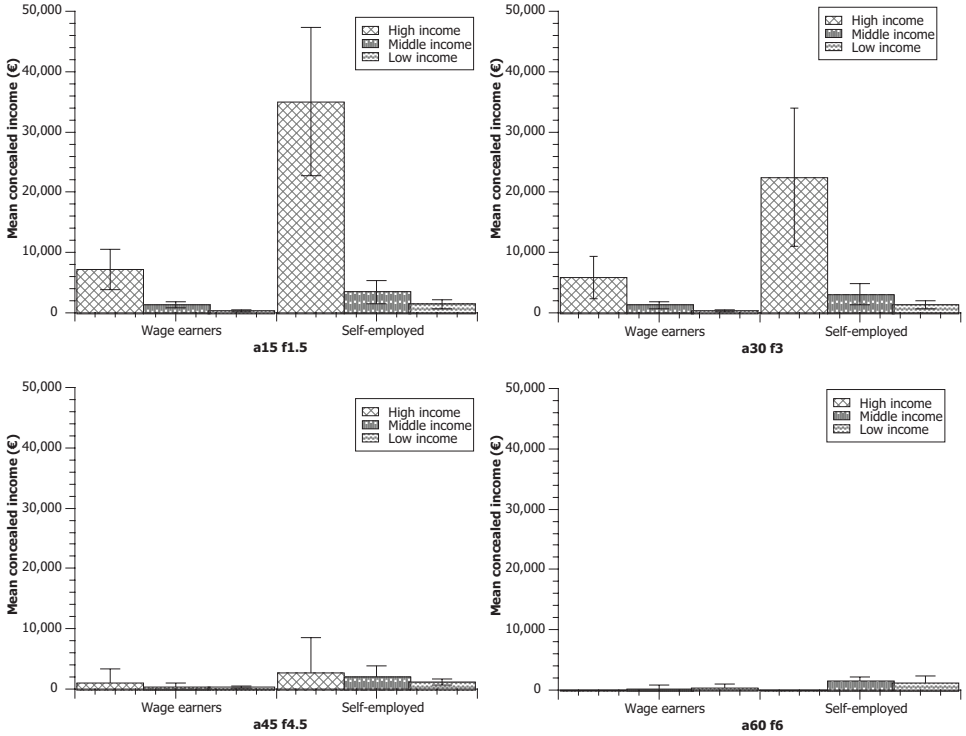 Mean concealed income (€)
50,000
40,000
30,000
20,000
10,000
0
High income
Middle income
Low income
Wage earners
Self-employed
a15 f1.5
Mean concealed income (€)
50,000
40,000
30,000
20,000
10,000
0
High income
Middle income
Low income
Wage earners
Self-employed
a30 f3
Mean concealed income (€)
50,000
40,000
30,000
20,000
10,000
0
High income
Middle income
Low income
Wage earners
Self-employed
a45 f4.5
Mean concealed income (€)
50,000
40,000
30,000
20,000
10,000
0
High income
Middle income
Low income
Wage earners
Self-employed
a60 f6